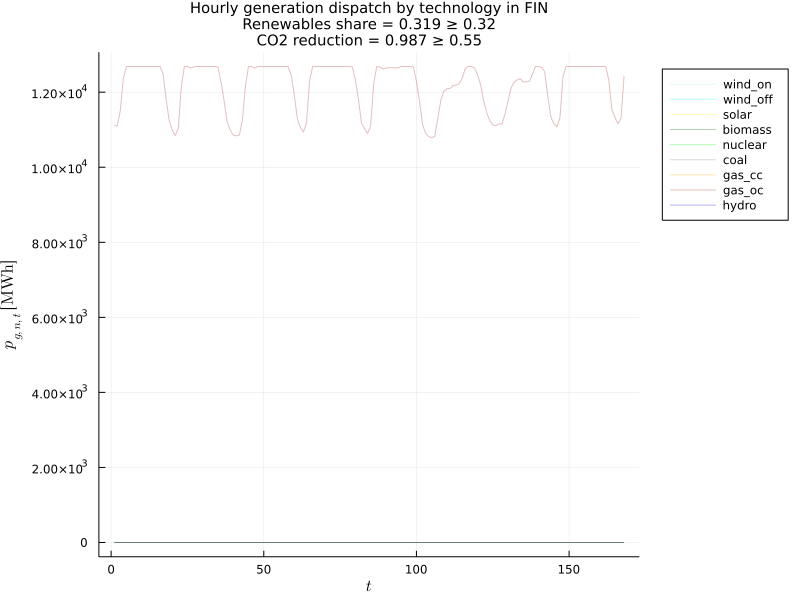 Hourly generation dispatch by technology in FIN
Renewables share = 0.319 ≥ 0.32
CO2 reduction = 0.987 ≥ 0.55
1.20×10⁴
1.00×10⁴
8.00×10³
6.00×10³
4.00×10³
2.00×10³
0
p g,n,t [MWh]
0 50 100 150
t
wind_on
wind_off
solar
biomass
nuclear
coal
gas_cc
gas_oc
hydro